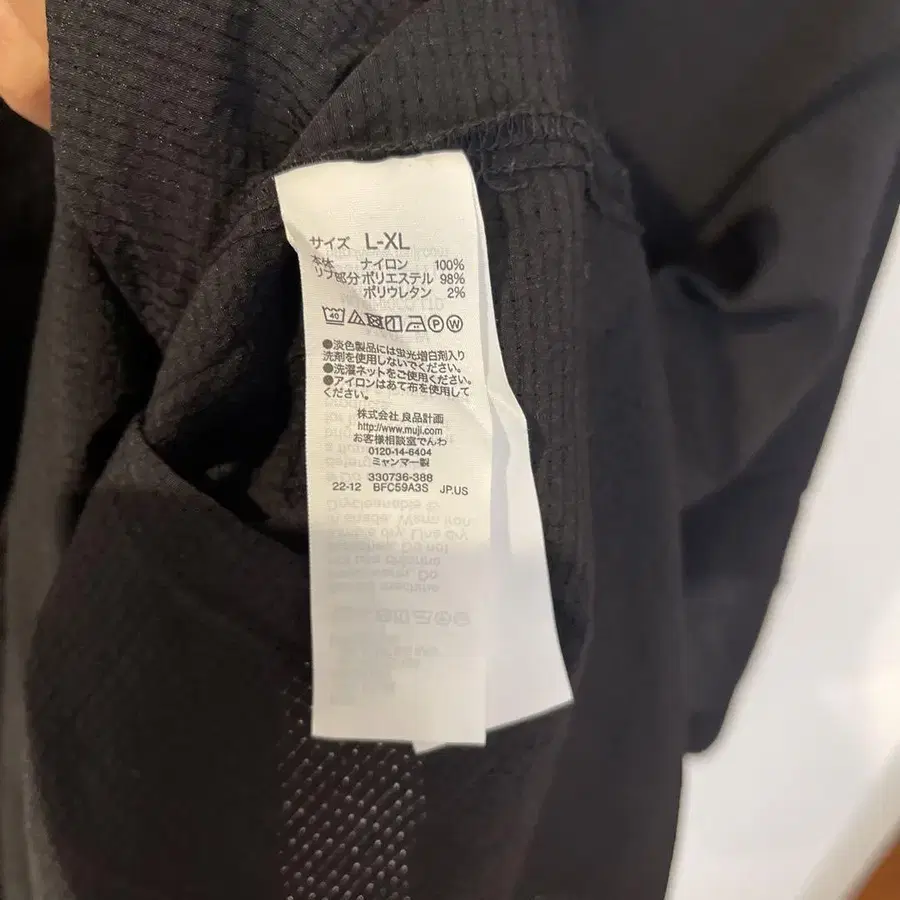 サイズ L-XL
本体 ナイロン 100%
リブ部分 ポリエステル 98%
ポリウレタン 2%
40
P W
●淡色製品には蛍光増白剤入り
洗剤を使用しないでください。
●洗濯ネットをご使用ください。
●アイロンはあて布を使用して
ください。
株式会社 良品計画
http://www.muji.com
お客様相談室でんわ
0120-14-6404
ミャンマー製
330736-388
22-12 BFC59A3S JP.US